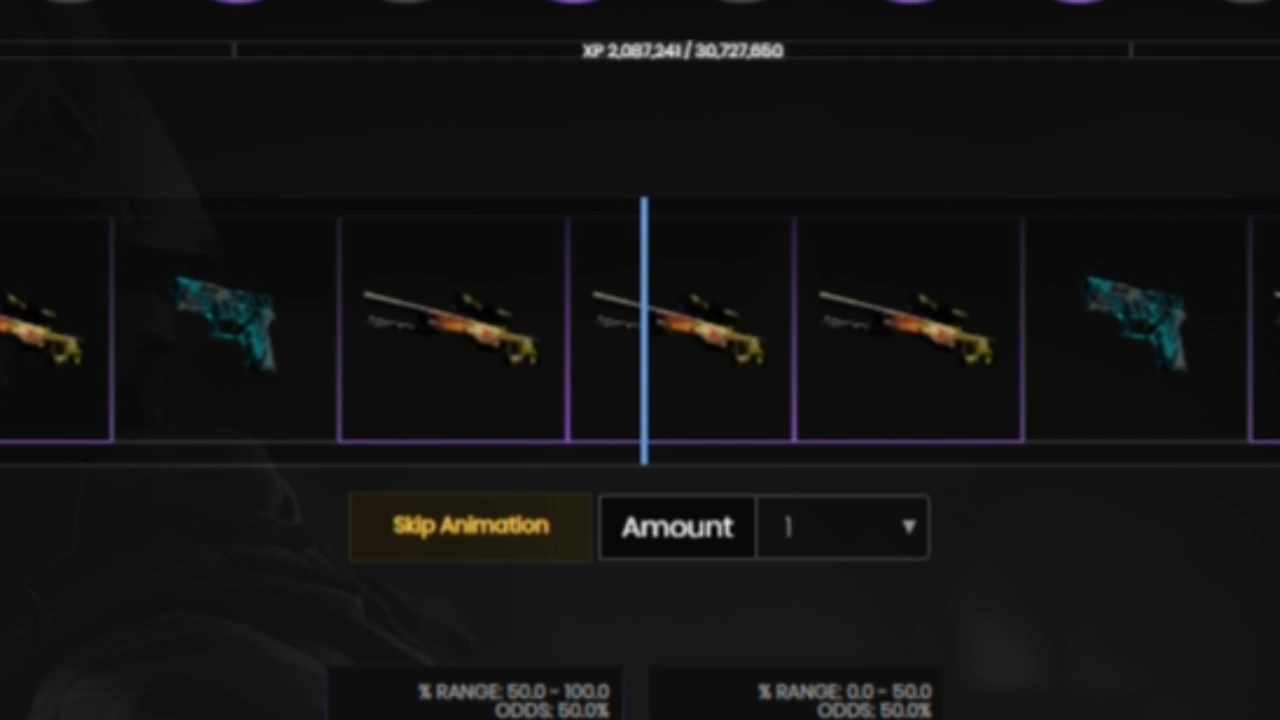 XP 2,087,241 / 30,727,650
Skip Animation
Amount
1
% RANGE: 50.0 - 100.0
ODDS: 50.0%
% RANGE: 0.0 - 50.0
ODDS: 50.0%